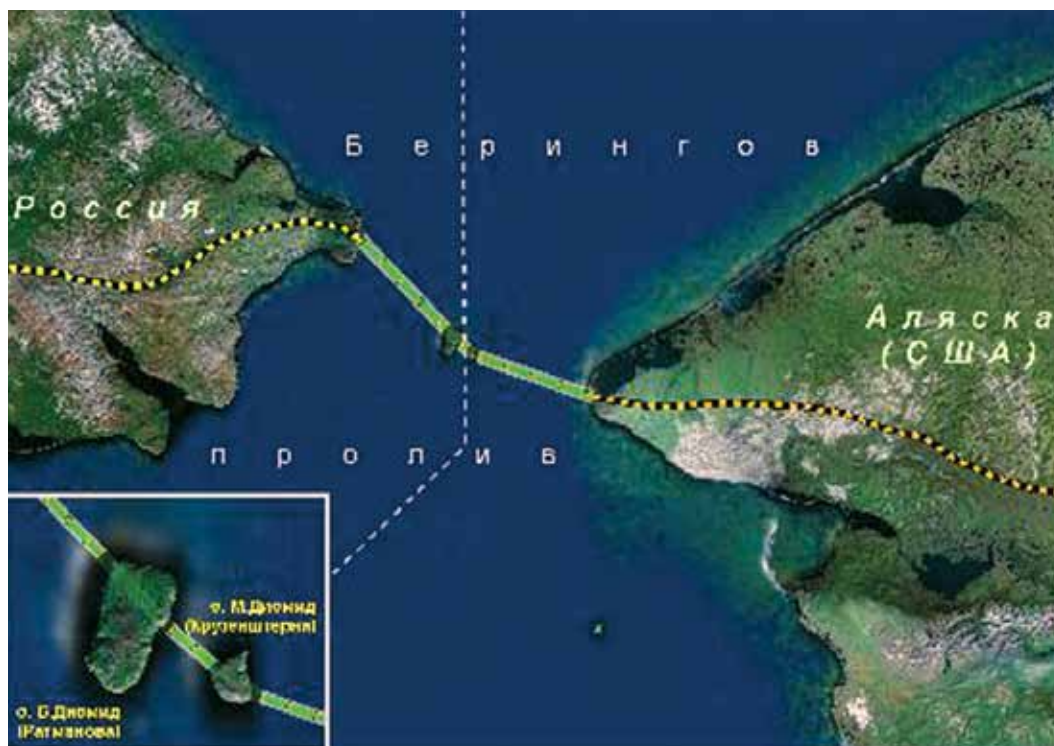 Берингов
Россия
Аляска
(США)
пролив
о. М.Диомид
(Крузенштерна)
о. Б.Диомид
(Ратманова)